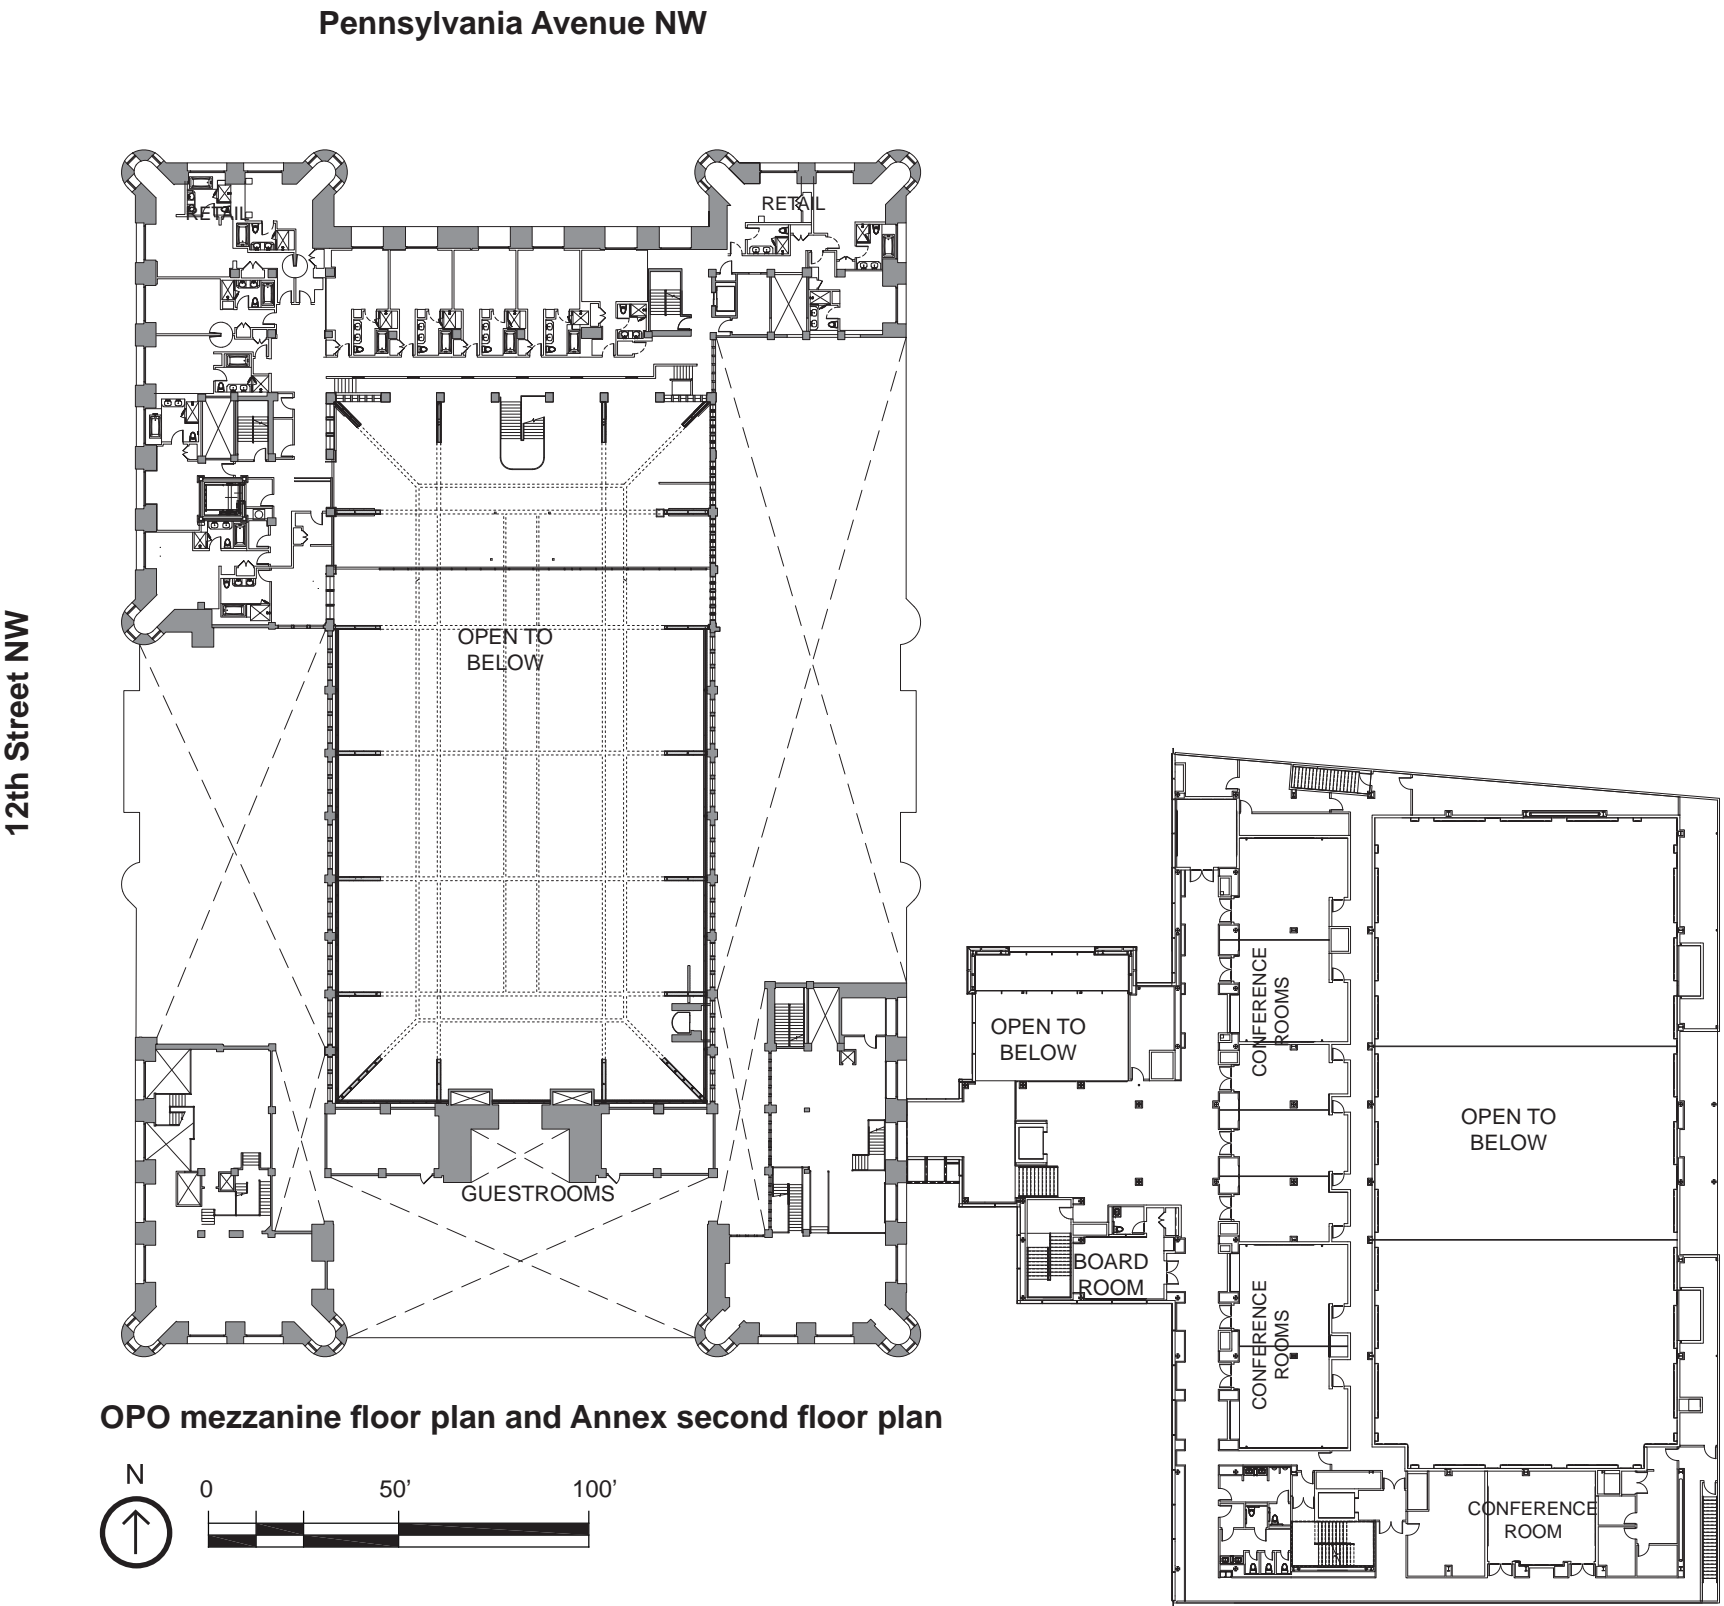 Pennsylvania Avenue NW
RETAIL
RETAIL
12th Street NW
OPEN TO
BELOW
CONFERENCE
ROOMS
OPEN TO
BELOW
OPEN TO
BELOW
GUESTROOMS
BOARD
ROOM
CONFERENCE
ROOMS
OPO mezzanine floor plan and Annex second floor plan
N
0 50’ 100’
CONFERENCE
ROOM